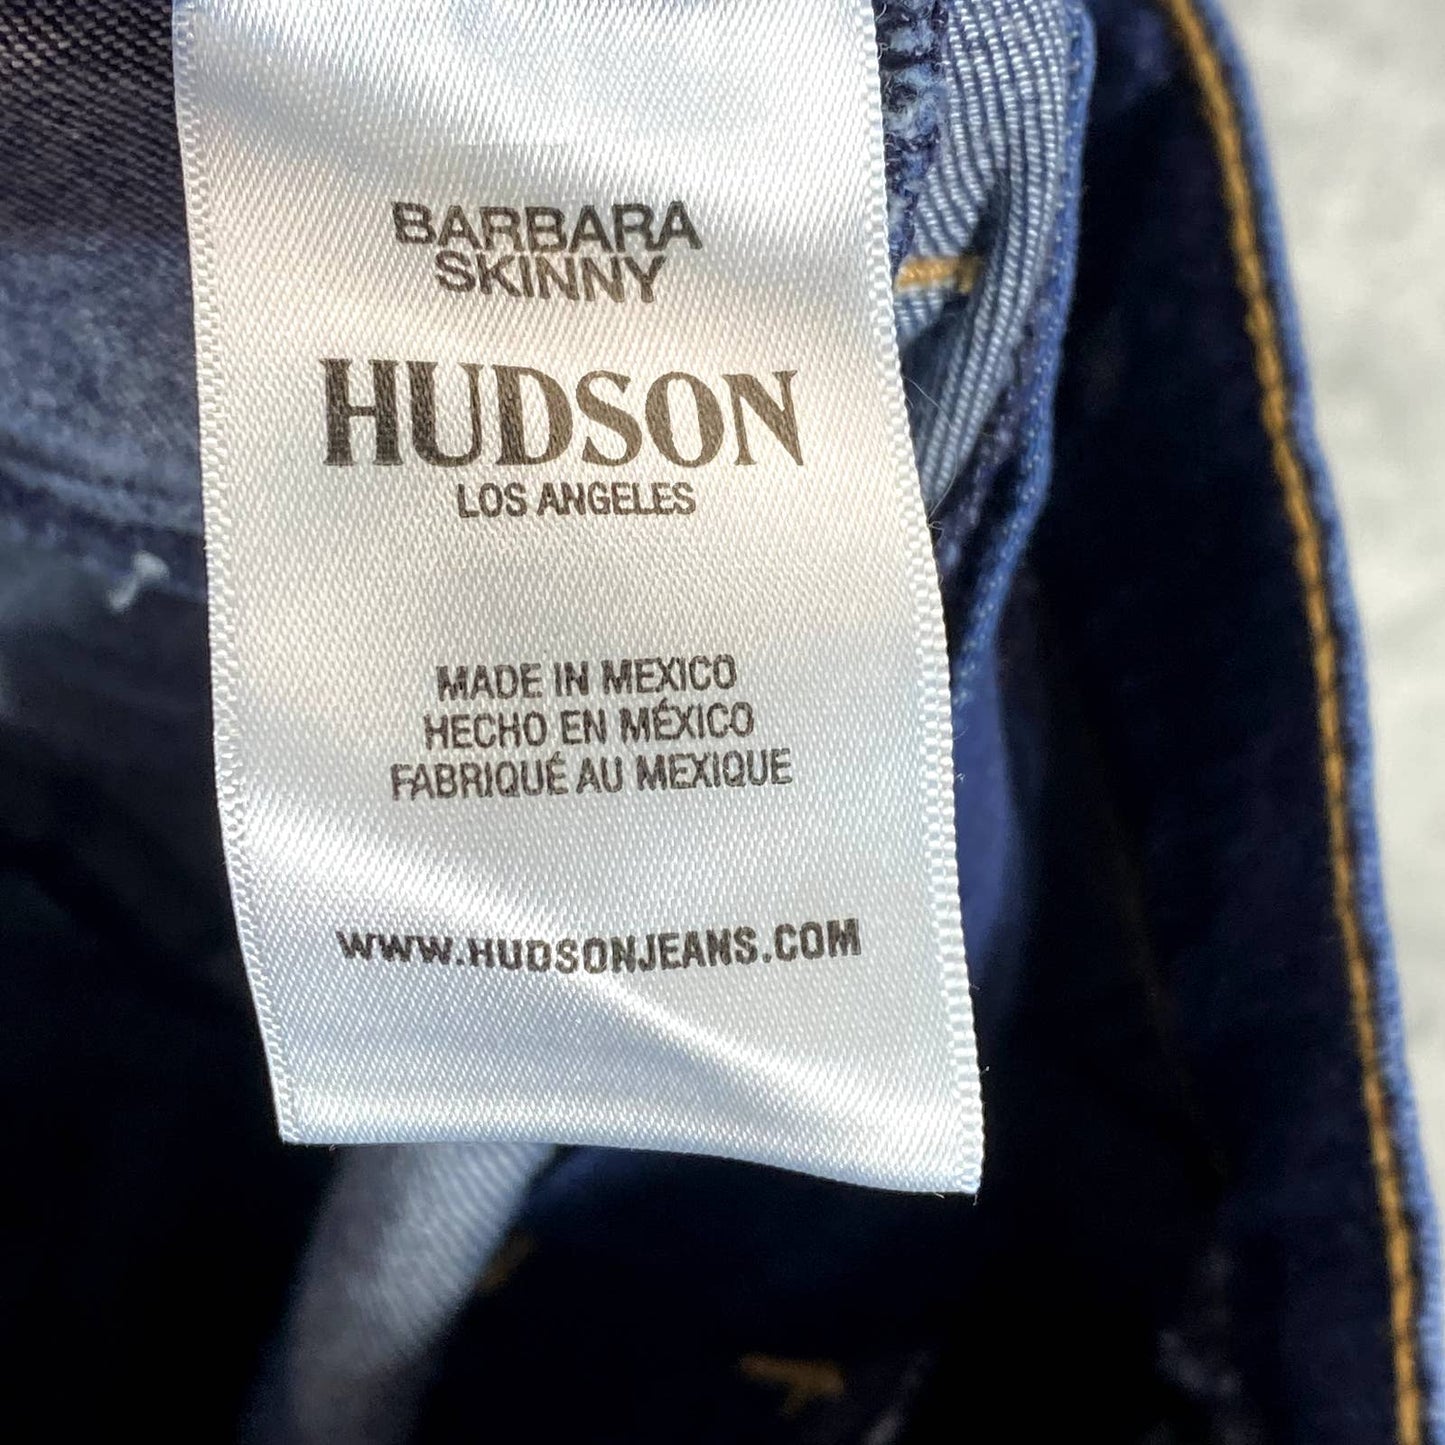 BARBARA
SKINNY
HUDSON
LOS ANGELES
MADE IN MEXICO
HECHO EN MÉXICO
FABRIQUÉ AU MEXIQUE
WWW.HUDSONJEANS.COM